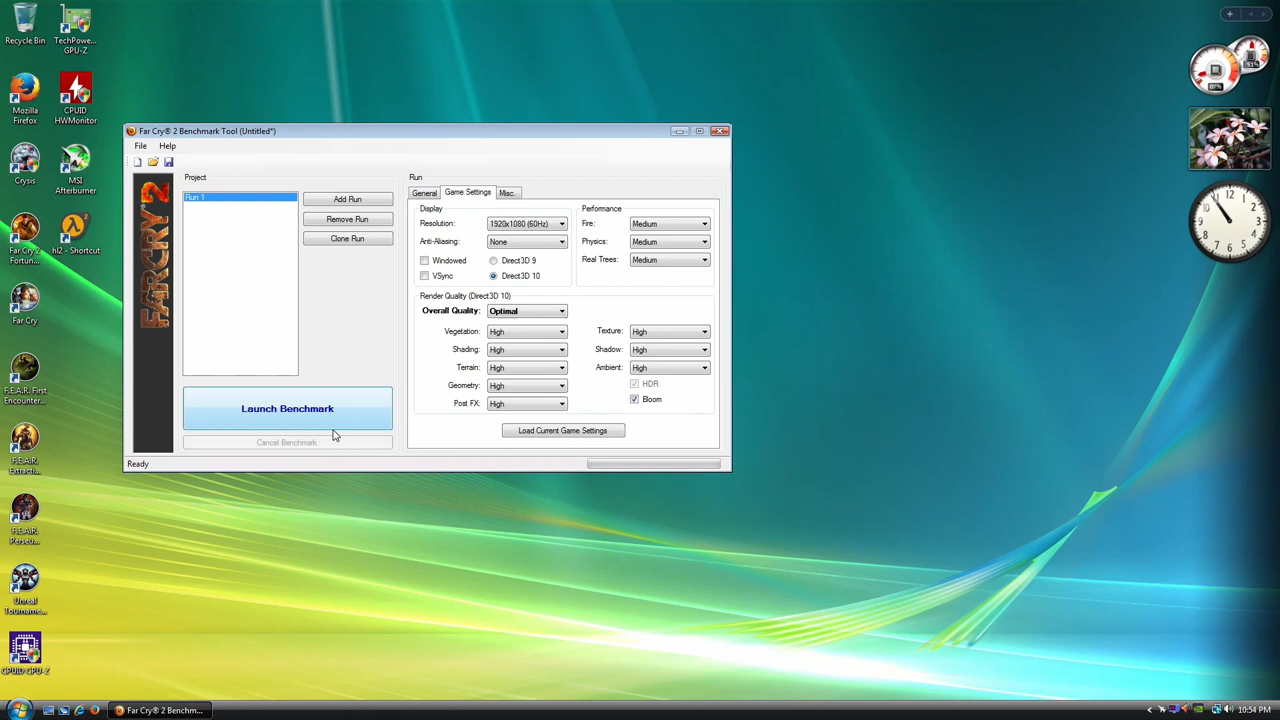 Recycle Bin
TechPowe...
GPU-Z
Mozilla
Firefox
CPUID
HWMonitor
Crysis
MSI
Afterburner
Far Cry 2
Fortun...
hl2 - Shortcut
Far Cry
F.E.A.R. First
Encounter...
F.E.A.R.
Extracti...
F.E.A.R.
Perseu...
Unreal
Tourname...
CPUID GPU-Z
Far Cry® 2 Benchmark Tool (Untitled*)
File Help
FARCRY 2
Project
Run 1
Add Run
Remove Run
Clone Run
Launch Benchmark
Cancel Benchmark
Ready
Run
General Game Settings Misc.
Display
Resolution: 1920x1080 (60Hz)
Anti-Aliasing: None
Windowed Direct3D 9
VSync Direct3D 10
Performance
Fire: Medium
Physics: Medium
Real Trees: Medium
Render Quality (Direct3D 10)
Overall Quality: Optimal
Vegetation: High
Shading: High
Terrain: High
Geometry: High
Post FX: High
Texture: High
Shadow: High
Ambient: High
HDR
Bloom
Load Current Game Settings
07%
51%
Far Cry® 2 Benchm...
10:54 PM